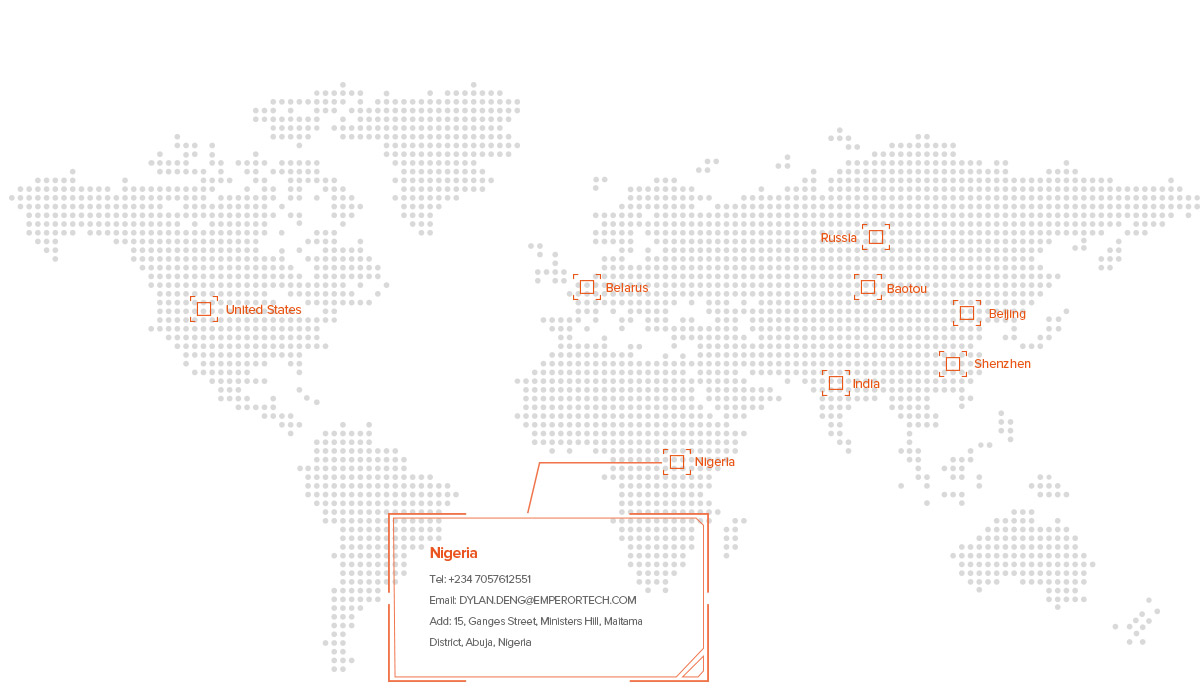 Russia
Belarus
Baotou
United States
Beijing
Shenzhen
India
Nigeria
Nigeria
Tel: +234 7057612551
Email: DYLAN.DENG@EMPERORTECH.COM
Add: 15, Ganges Street, Ministers Hill, Maitama
District, Abuja, Nigeria